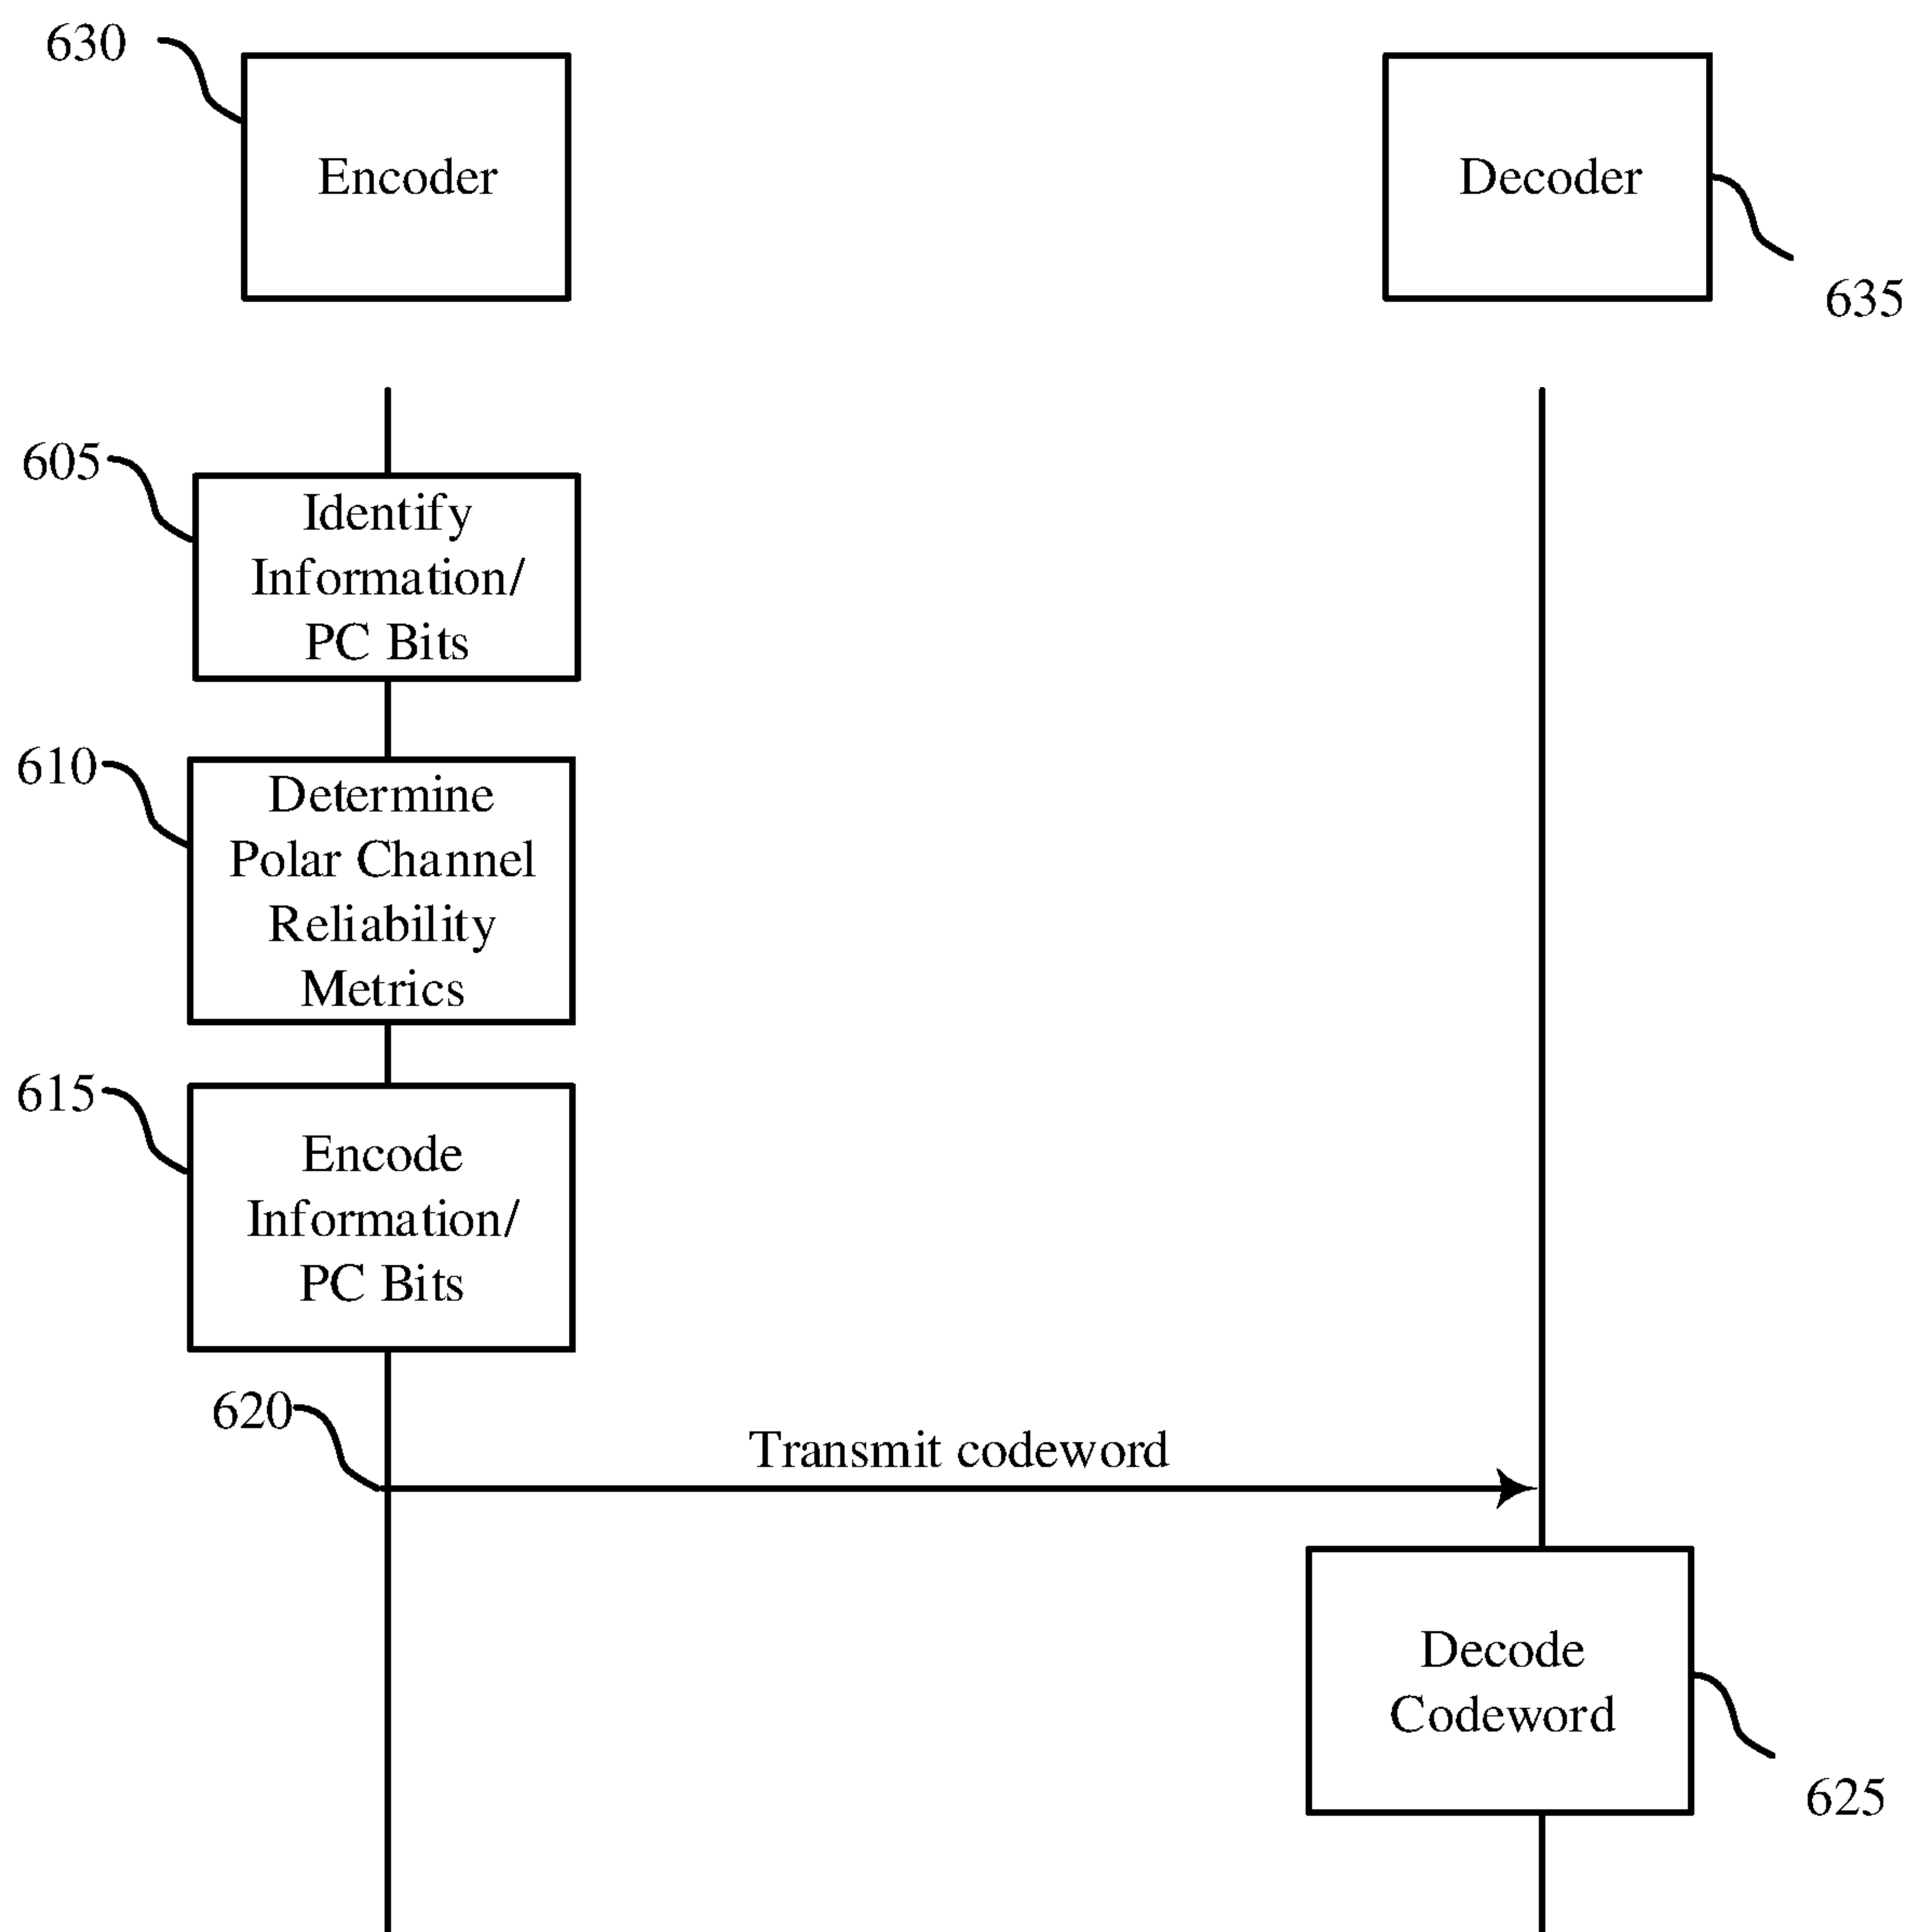 630
Encoder
Decoder
635
605
Identify
Information/
PC Bits
610
Determine
Polar Channel
Reliability
Metrics
615
Encode
Information/
PC Bits
620
Transmit codeword
Decode
Codeword
625